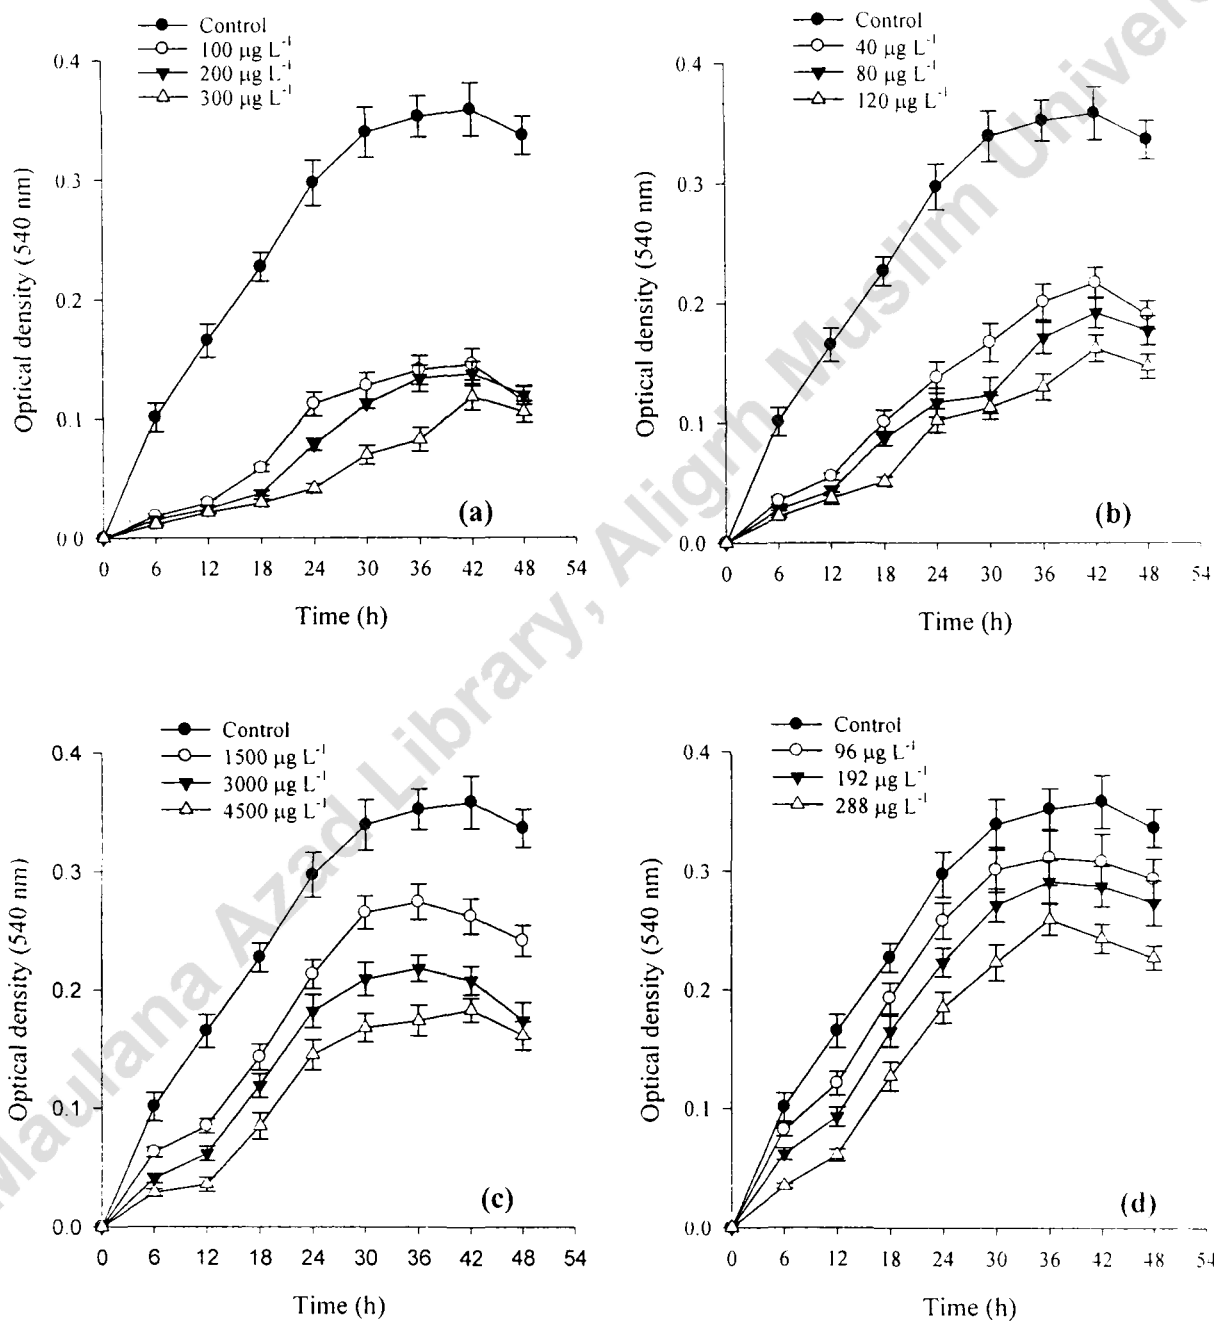 Control
100 µg L⁻¹
200 µg L⁻¹
300 µg L⁻¹
0.4
0.3
0.2
0.1
0.0
Optical density (540 nm)
0 6 12 18 24 30 36 42 48 54
Time (h)
(a)
Control
40 µg L⁻¹
80 µg L⁻¹
120 µg L⁻¹
0.4
0.3
0.2
0.1
0.0
Optical density (540 nm)
0 6 12 18 24 30 36 42 48 54
Time (h)
(b)
Control
1500 µg L⁻¹
3000 µg L⁻¹
4500 µg L⁻¹
0.4
0.3
0.2
0.1
0.0
Optical density (540 nm)
0 6 12 18 24 30 36 42 48 54
Time (h)
(c)
Control
96 µg L⁻¹
192 µg L⁻¹
288 µg L⁻¹
0.4
0.3
0.2
0.1
0.0
Optical density (540 nm)
0 6 12 18 24 30 36 42 48 54
Time (h)
(d)
Maulana Azad Library, Aligrh Muslim Univers